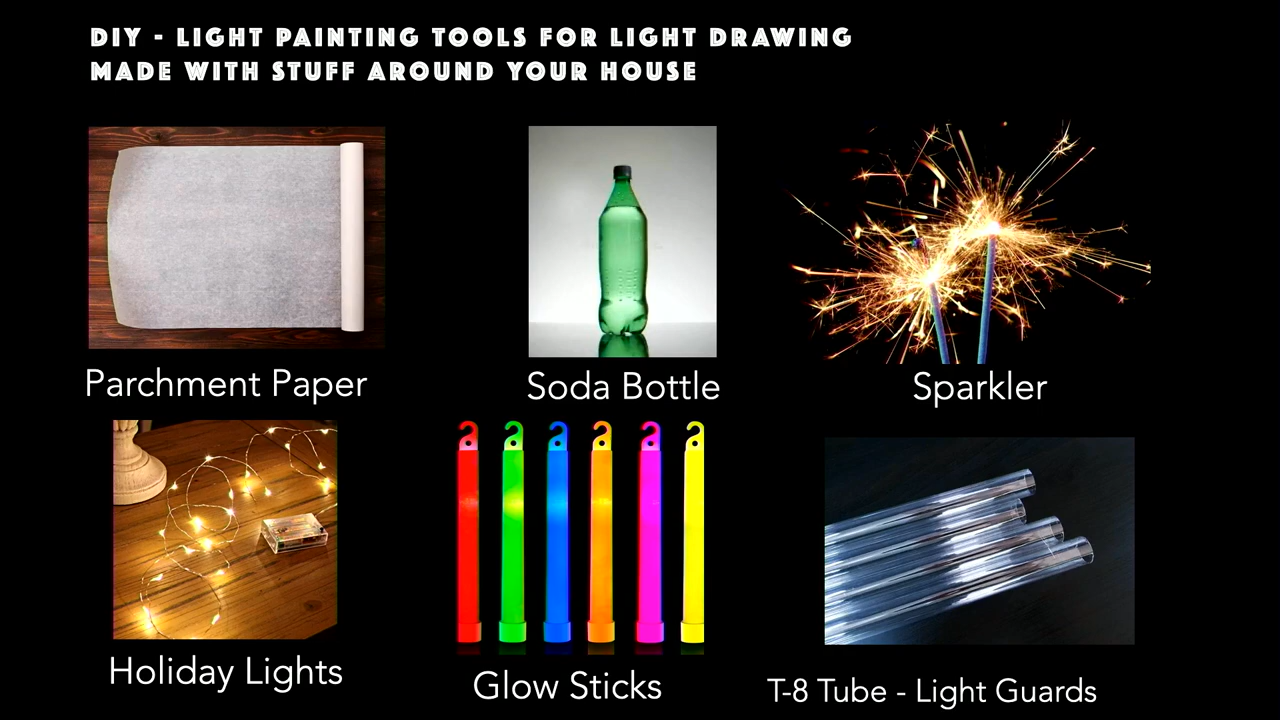 DIY - LIGHT PAINTING TOOLS FOR LIGHT DRAWING
MADE WITH STUFF AROUND YOUR HOUSE
Parchment Paper
Soda Bottle
Sparkler
Holiday Lights
Glow Sticks
T-8 Tube - Light Guards